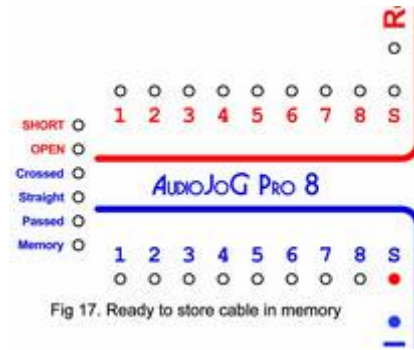 R
1 2 3 4 5 6 7 8 S
SHORT
OPEN
Crossed
Straight
Passed
Memory
AudioJoG Pro 8
1 2 3 4 5 6 7 8 S
Fig 17. Ready to store cable in memory